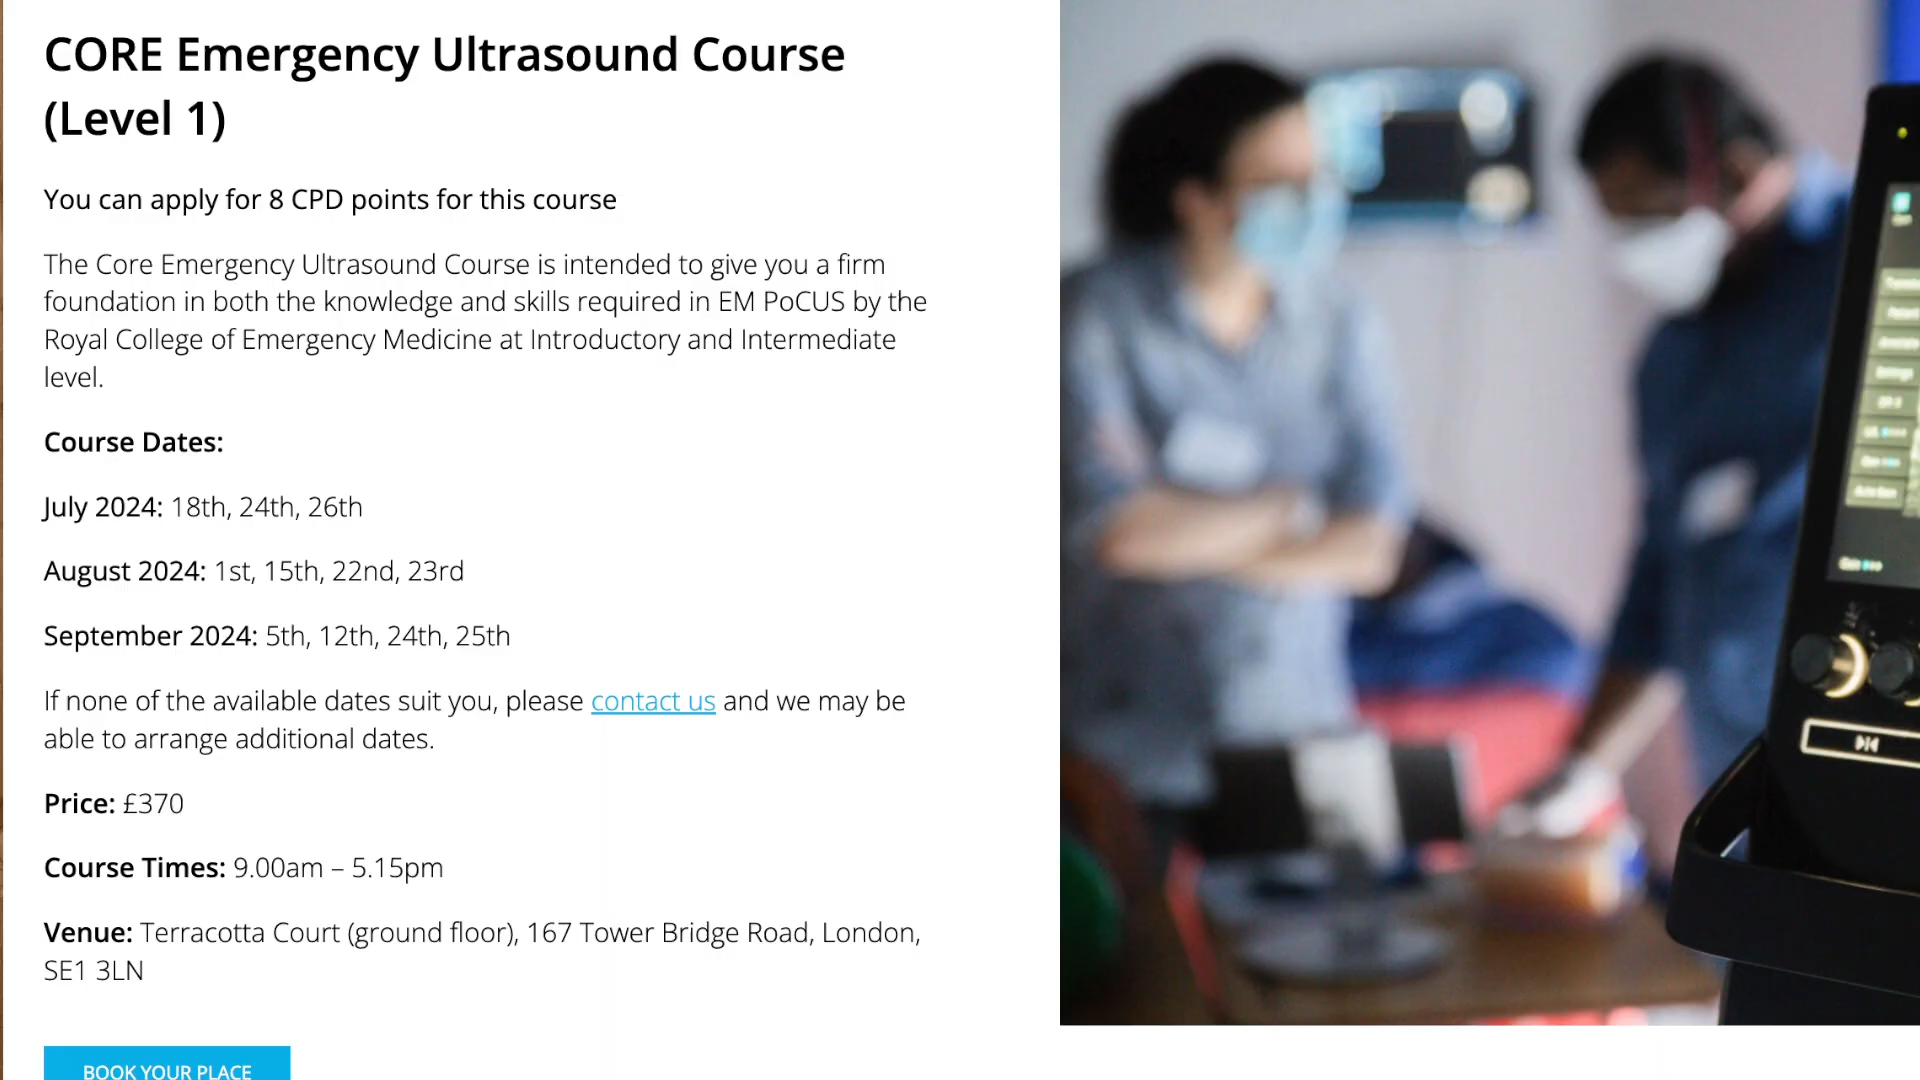 CORE Emergency Ultrasound Course
(Level 1)
You can apply for 8 CPD points for this course
The Core Emergency Ultrasound Course is intended to give you a firm
foundation in both the knowledge and skills required in EM PoCUS by the
Royal College of Emergency Medicine at Introductory and Intermediate
level.
Course Dates:
July 2024: 18th, 24th, 26th
August 2024: 1st, 15th, 22nd, 23rd
September 2024: 5th, 12th, 24th, 25th
If none of the available dates suit you, please contact us and we may be
able to arrange additional dates.
Price: £370
Course Times: 9.00am – 5.15pm
Venue: Terracotta Court (ground floor), 167 Tower Bridge Road, London,
SE1 3LN
BOOK YOUR PLACE